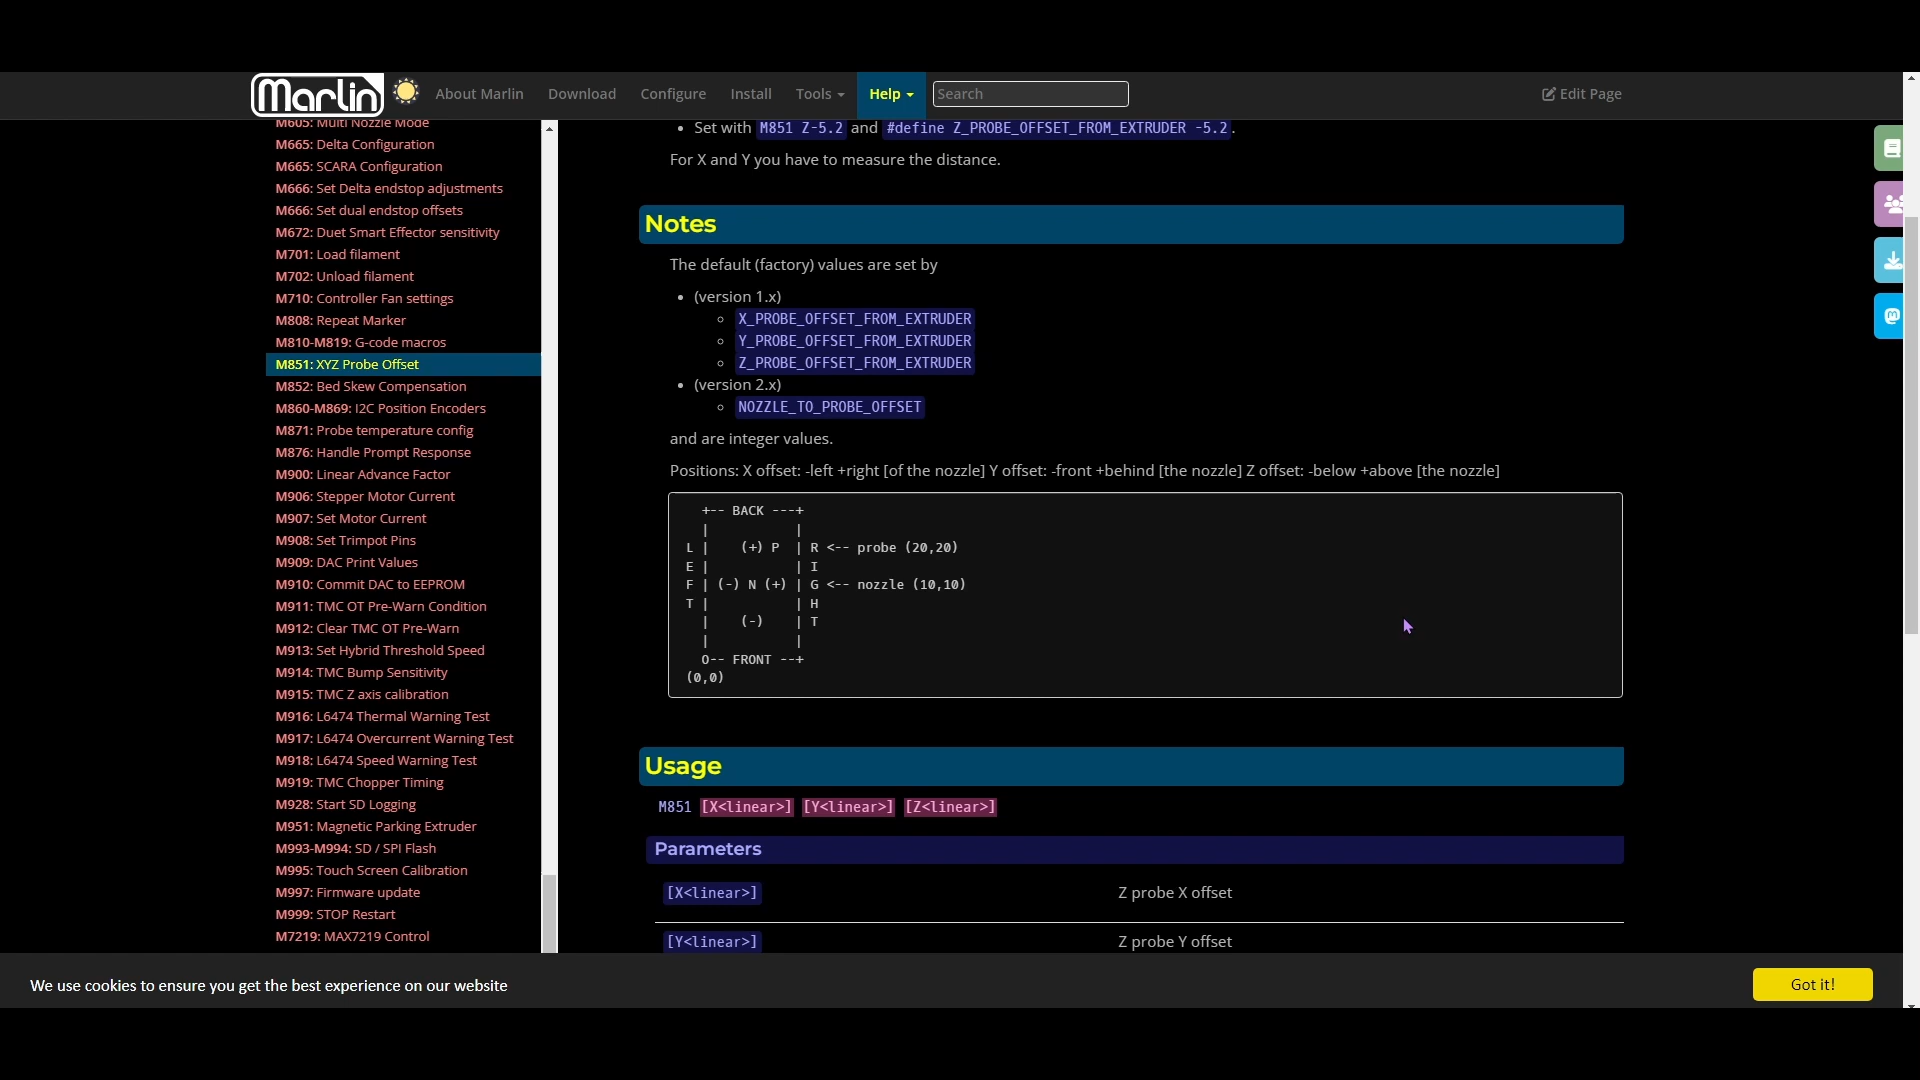 Marlin
About Marlin
Download
Configure
Install
Tools
Help
Search
Edit Page
M605: Multi Nozzle Mode
M665: Delta Configuration
M665: SCARA Configuration
M666: Set Delta endstop adjustments
M666: Set dual endstop offsets
M672: Duet Smart Effector sensitivity
M701: Load filament
M702: Unload filament
M710: Controller Fan settings
M808: Repeat Marker
M810-M819: G-code macros
M851: XYZ Probe Offset
M852: Bed Skew Compensation
M860-M869: I2C Position Encoders
M871: Probe temperature config
M876: Handle Prompt Response
M900: Linear Advance Factor
M906: Stepper Motor Current
M907: Set Motor Current
M908: Set Trimpot Pins
M909: DAC Print Values
M910: Commit DAC to EEPROM
M911: TMC OT Pre-Warn Condition
M912: Clear TMC OT Pre-Warn
M913: Set Hybrid Threshold Speed
M914: TMC Bump Sensitivity
M915: TMC Z axis calibration
M916: L6474 Thermal Warning Test
M917: L6474 Overcurrent Warning Test
M918: L6474 Speed Warning Test
M919: TMC Chopper Timing
M928: Start SD Logging
M951: Magnetic Parking Extruder
M993-M994: SD / SPI Flash
M995: Touch Screen Calibration
M997: Firmware update
M999: STOP Restart
M7219: MAX7219 Control
• Set with M851 Z-5.2 and #define Z_PROBE_OFFSET_FROM_EXTRUDER -5.2.
For X and Y you have to measure the distance.
Notes
The default (factory) values are set by
• (version 1.x)
◦ X_PROBE_OFFSET_FROM_EXTRUDER
◦ Y_PROBE_OFFSET_FROM_EXTRUDER
◦ Z_PROBE_OFFSET_FROM_EXTRUDER
• (version 2.x)
◦ NOZZLE_TO_PROBE_OFFSET
and are integer values.
Positions: X offset: -left +right [of the nozzle] Y offset: -front +behind [the nozzle] Z offset: -below +above [the nozzle]
  +-- BACK ---+
  |           |
L |    (+) P  | R <-- probe (20,20)
E |           | I
F | (-) N (+) | G <-- nozzle (10,10)
T |           | H
  |    (-)    | T
  |           |
  O-- FRONT --+
(0,0)
Usage
M851 [X<linear>] [Y<linear>] [Z<linear>]
Parameters
[X<linear>] Z probe X offset
[Y<linear>] Z probe Y offset
We use cookies to ensure you get the best experience on our website
Got it!